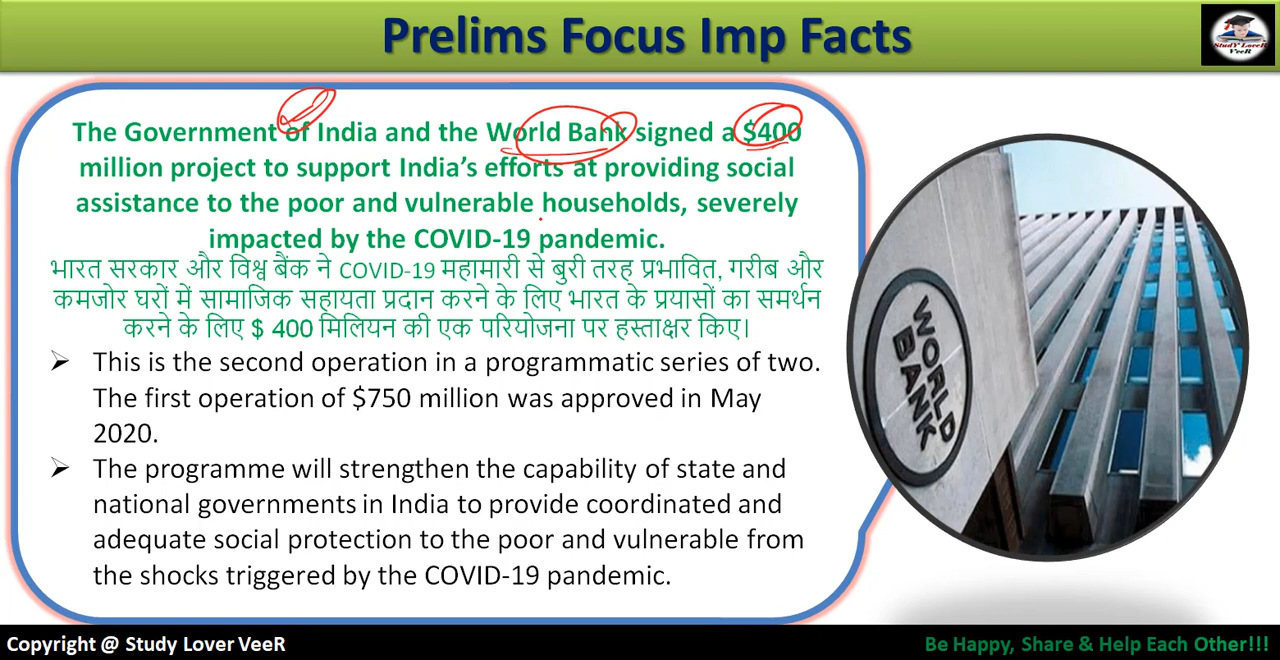 Prelims Focus Imp Facts
StudY LoveR
VeeR
The Government of India and the World Bank signed a $400
million project to support India's efforts at providing social
assistance to the poor and vulnerable households, severely
impacted by the COVID-19 pandemic.
भारत सरकार और विश्व बैंक ने COVID-19 महामारी से बुरी तरह प्रभावित, गरीब और
कमजोर घरों में सामाजिक सहायता प्रदान करने के लिए भारत के प्रयासों का समर्थन
करने के लिए $ 400 मिलियन की एक परियोजना पर हस्ताक्षर किए।
➢ This is the second operation in a programmatic series of two.
The first operation of $750 million was approved in May
2020.
➢ The programme will strengthen the capability of state and
national governments in India to provide coordinated and
adequate social protection to the poor and vulnerable from
the shocks triggered by the COVID-19 pandemic.
WORLD
BANK
Copyright @ Study Lover VeeR
Be Happy, Share & Help Each Other!!!